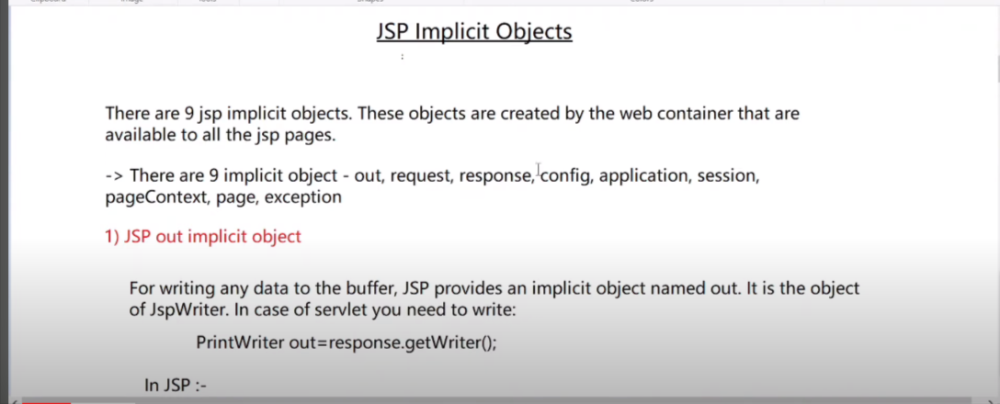 JSP Implicit Objects
There are 9 jsp implicit objects. These objects are created by the web container that are
available to all the jsp pages.
-> There are 9 implicit object - out, request, response, config, application, session,
pageContext, page, exception
1) JSP out implicit object
For writing any data to the buffer, JSP provides an implicit object named out. It is the object
of JspWriter. In case of servlet you need to write:
PrintWriter out=response.getWriter();
In JSP :-